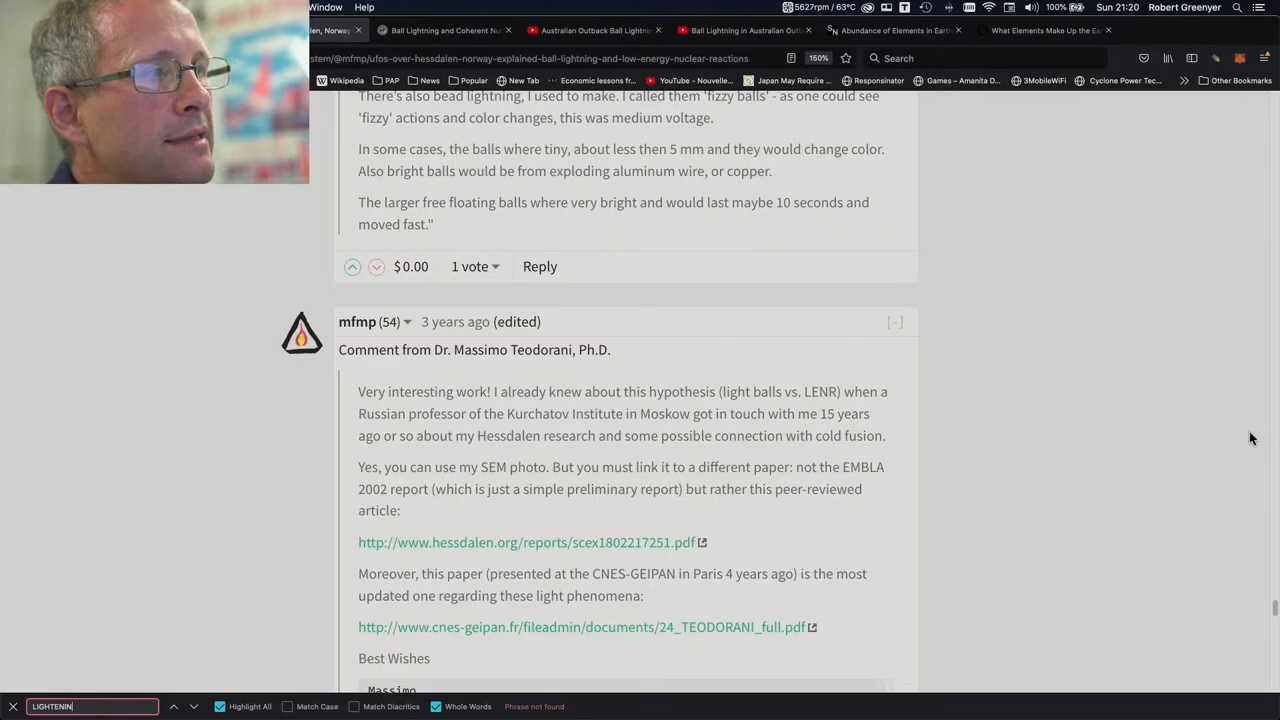 Window Help
5627rpm / 63°C
Sun 21:20 Robert Greenyer
len, Norway
Ball Lightning and Coherent Nu
Australian Outback Ball Lightning
Ball Lightning in Australian Outb
Abundance of Elements in Earth
What Elements Make Up the Ea
stem/@mfmp/ufos-over-hessdalen-norway-explained-ball-lightning-and-low-energy-nuclear-reactions
150%
Search
Wikipedia PAP News Popular New Tab Economic lessons fr... YouTube - Nouvelle... Japan May Require ... Responsinator Games – Amanita D... 3MobileWiFi Cyclone Power Tec... Other Bookmarks
There's also bead lightning, I used to make. I called them 'fizzy balls' - as one could see
'fizzy' actions and color changes, this was medium voltage.
In some cases, the balls where tiny, about less then 5 mm and they would change color.
Also bright balls would be from exploding aluminum wire, or copper.
The larger free floating balls where very bright and would last maybe 10 seconds and
moved fast."
$0.00 1 vote Reply
mfmp (54) 3 years ago (edited) [-]
Comment from Dr. Massimo Teodorani, Ph.D.
Very interesting work! I already knew about this hypothesis (light balls vs. LENR) when a
Russian professor of the Kurchatov Institute in Moskow got in touch with me 15 years
ago or so about my Hessdalen research and some possible connection with cold fusion.
Yes, you can use my SEM photo. But you must link it to a different paper: not the EMBLA
2002 report (which is just a simple preliminary report) but rather this peer-reviewed
article:
http://www.hessdalen.org/reports/scex1802217251.pdf
Moreover, this paper (presented at the CNES-GEIPAN in Paris 4 years ago) is the most
updated one regarding these light phenomena:
http://www.cnes-geipan.fr/fileadmin/documents/24_TEODORANI_full.pdf
Best Wishes
Massimo
LIGHTENIN
Highlight All Match Case Match Diacritics Whole Words Phrase not found